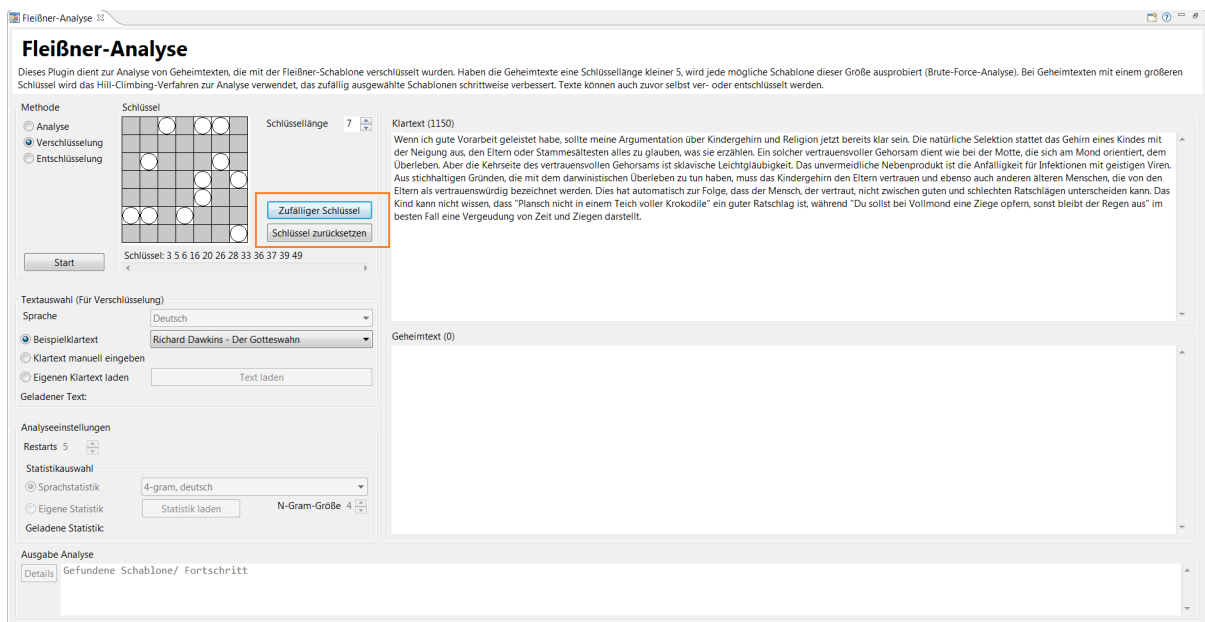 Fleißner-Analyse
Fleißner-Analyse
Dieses Plugin dient zur Analyse von Geheimtexten, die mit der Fleißner-Schablone verschlüsselt wurden. Haben die Geheimtexte eine Schlüssellänge kleiner 5, wird jede mögliche Schablone dieser Größe ausprobiert (Brute-Force-Analyse). Bei Geheimtexten mit einem größeren
Schlüssel wird das Hill-Climbing-Verfahren zur Analyse verwendet, das zufällig ausgewählte Schablonen schrittweise verbessert. Texte können auch zuvor selbst ver- oder entschlüsselt werden.
Methode
Analyse
Verschlüsselung
Entschlüsselung
Start
Schlüssel
Schlüssellänge 7
Zufälliger Schlüssel
Schlüssel zurücksetzen
Schlüssel: 3 5 6 16 20 26 28 33 36 37 39 49
Textauswahl (Für Verschlüsselung)
Sprache Deutsch
Beispielklartext Richard Dawkins - Der Gotteswahn
Klartext manuell eingeben
Eigenen Klartext laden Text laden
Geladener Text:
Analyseeinstellungen
Restarts 5
Statistikauswahl
Sprachstatistik 4-gram, deutsch
Eigene Statistik Statistik laden N-Gram-Größe 4
Geladene Statistik:
Klartext (1150)
Wenn ich gute Vorarbeit geleistet habe, sollte meine Argumentation über Kindergehirn und Religion jetzt bereits klar sein. Die natürliche Selektion stattet das Gehirn eines Kindes mit
der Neigung aus, den Eltern oder Stammesältesten alles zu glauben, was sie erzählen. Ein solcher vertrauensvoller Gehorsam dient wie bei der Motte, die sich am Mond orientiert, dem
Überleben. Aber die Kehrseite des vertrauensvollen Gehorsams ist sklavische Leichtgläubigkeit. Das unvermeidliche Nebenprodukt ist die Anfälligkeit für Infektionen mit geistigen Viren.
Aus stichhaltigen Gründen, die mit dem darwinistischen Überleben zu tun haben, muss das Kindergehirn den Eltern vertrauen und ebenso auch anderen älteren Menschen, die von den
Eltern als vertrauenswürdig bezeichnet werden. Dies hat automatisch zur Folge, dass der Mensch, der vertraut, nicht zwischen guten und schlechten Ratschlägen unterscheiden kann. Das
Kind kann nicht wissen, dass "Plansch nicht in einem Teich voller Krokodile" ein guter Ratschlag ist, während "Du sollst bei Vollmond eine Ziege opfern, sonst bleibt der Regen aus" im
besten Fall eine Vergeudung von Zeit und Ziegen darstellt.
Geheimtext (0)
Ausgabe Analyse
Details
Gefundene Schablone/ Fortschritt